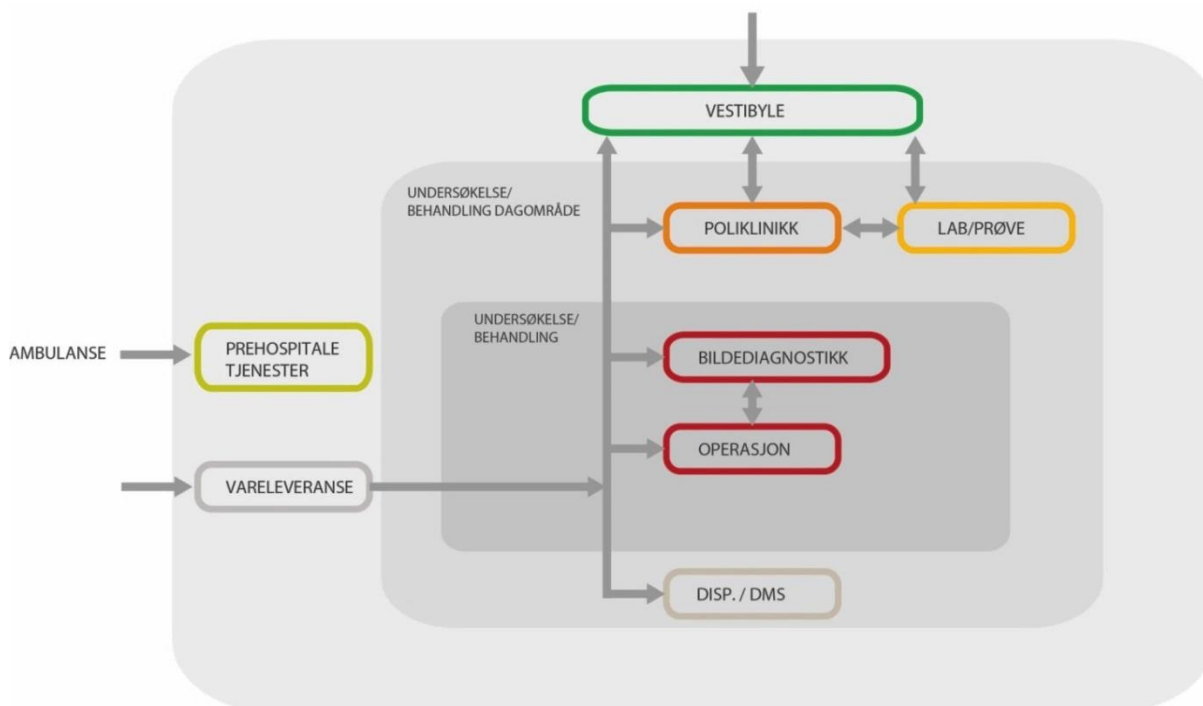 VESTIBYLE
UNDERSØKELSE/
BEHANDLING DAGOMRÅDE
POLIKLINIKK
LAB/PRØVE
UNDERSØKELSE/
BEHANDLING
AMBULANSE
PREHOSPITALE
TJENESTER
BILDEDIAGNOSTIKK
OPERASJON
VARELEVERANSE
DISP. / DMS